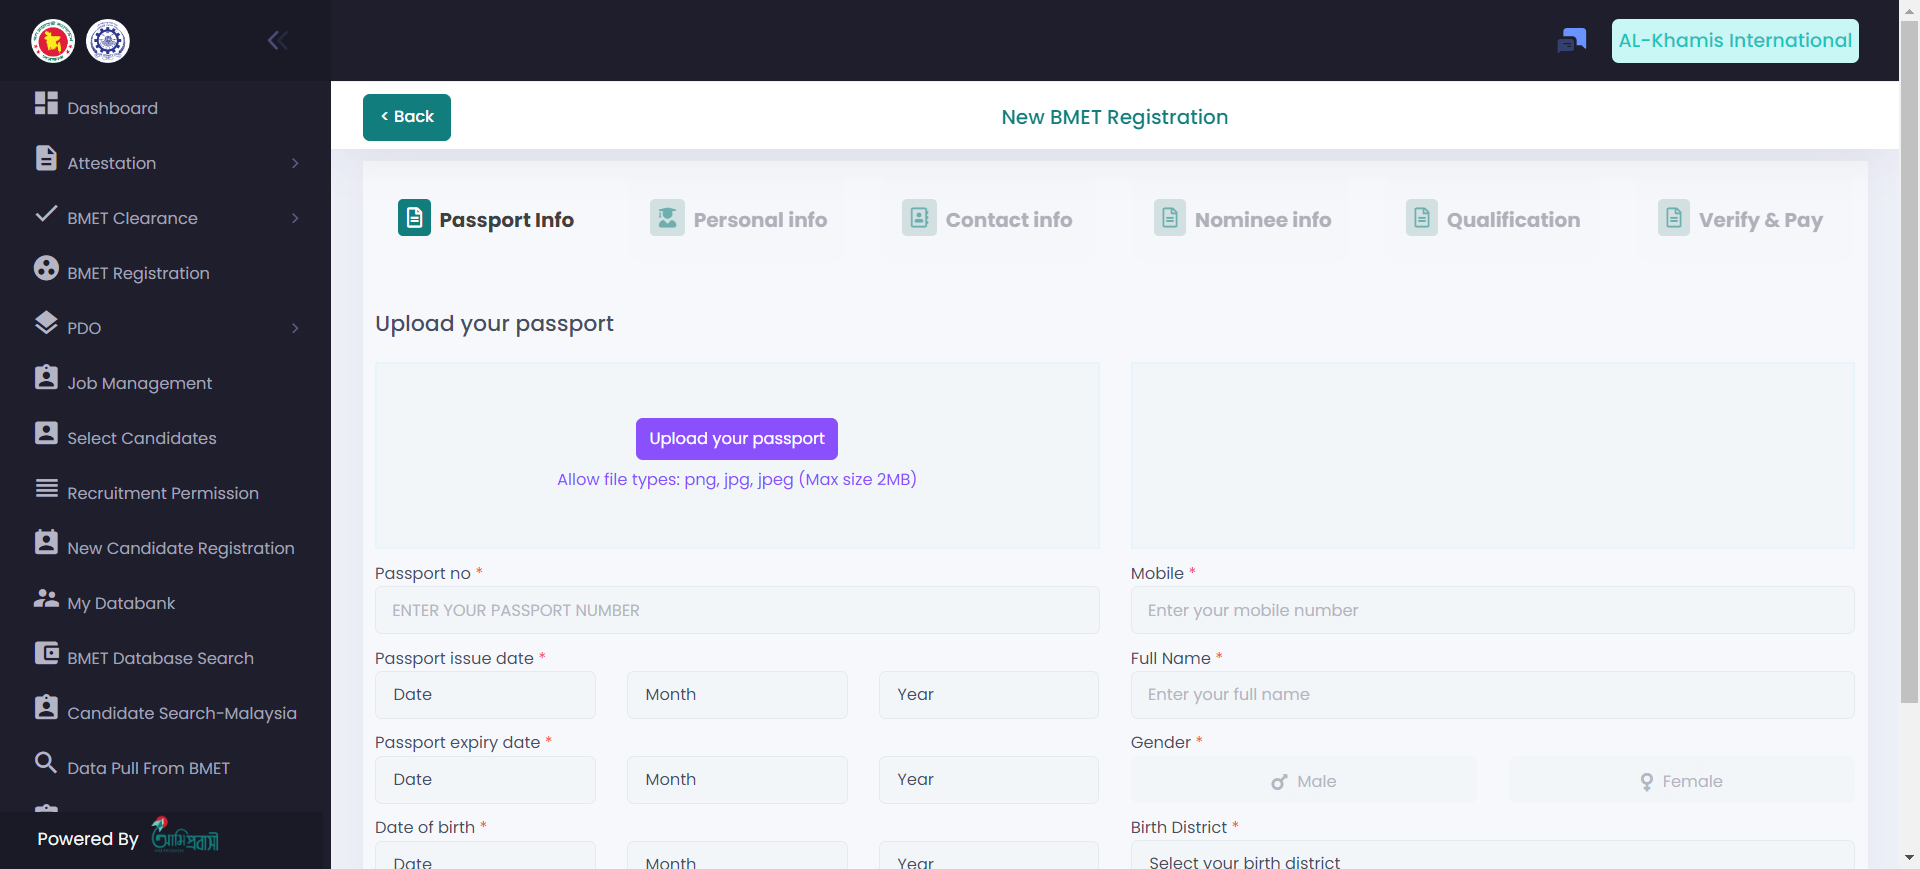 AL-Khamis International
Dashboard
Attestation
BMET Clearance
BMET Registration
PDO
Job Management
Select Candidates
Recruitment Permission
New Candidate Registration
My Databank
BMET Database Search
Candidate Search-Malaysia
Data Pull From BMET
Powered By
আমি প্রবাসী
< Back
New BMET Registration
Passport Info
Personal info
Contact info
Nominee info
Qualification
Verify & Pay
Upload your passport
Upload your passport
Allow file types: png, jpg, jpeg (Max size 2MB)
Passport no *
ENTER YOUR PASSPORT NUMBER
Mobile *
Enter your mobile number
Passport issue date *
Date
Month
Year
Full Name *
Enter your full name
Passport expiry date *
Date
Month
Year
Gender *
Male
Female
Date of birth *
Date
Month
Year
Birth District *
Select your birth district